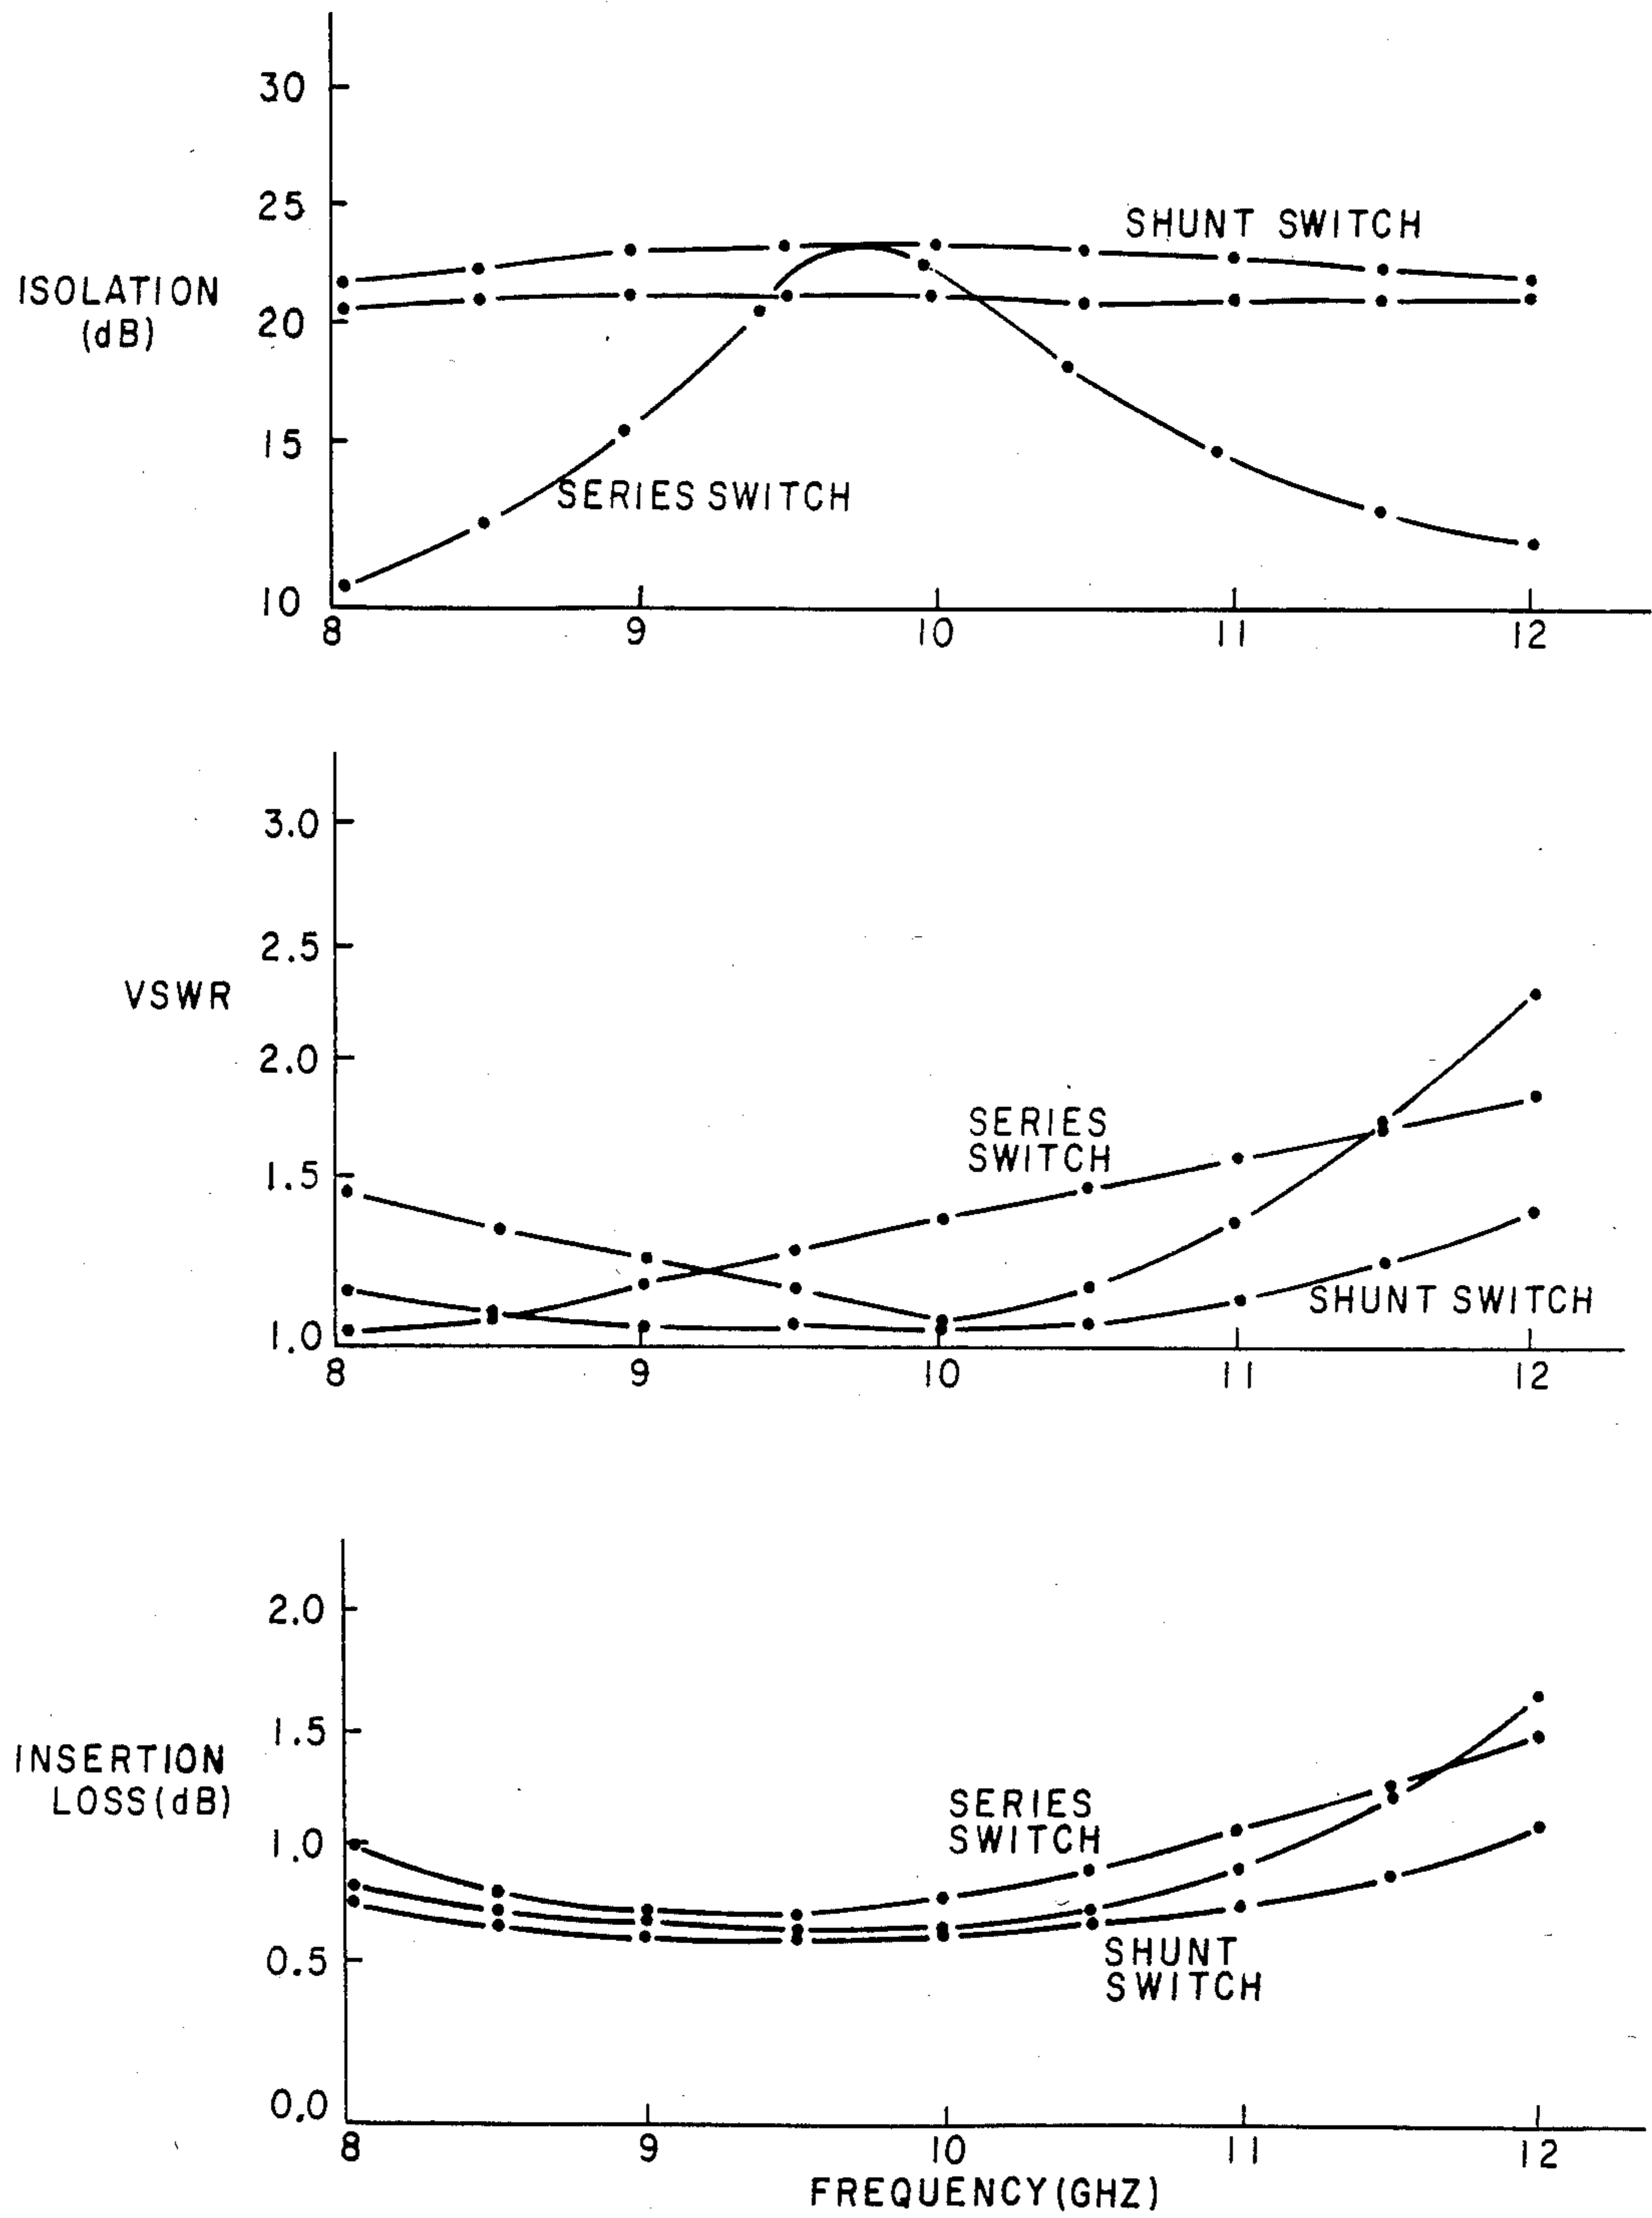 30
25
SHUNT SWITCH
ISOLATION
(dB)
20
15
SERIES SWITCH
10
8 9 10 11 12
3.0
2.5
VSWR
2.0
SERIES
SWITCH
1.5
SHUNT SWITCH
1.0
8 9 10 11 12
2.0
1.5
INSERTION
LOSS(dB)
SERIES
SWITCH
1.0
0.5
SHUNT
SWITCH
0.0
8 9 10 11 12
FREQUENCY(GHZ)